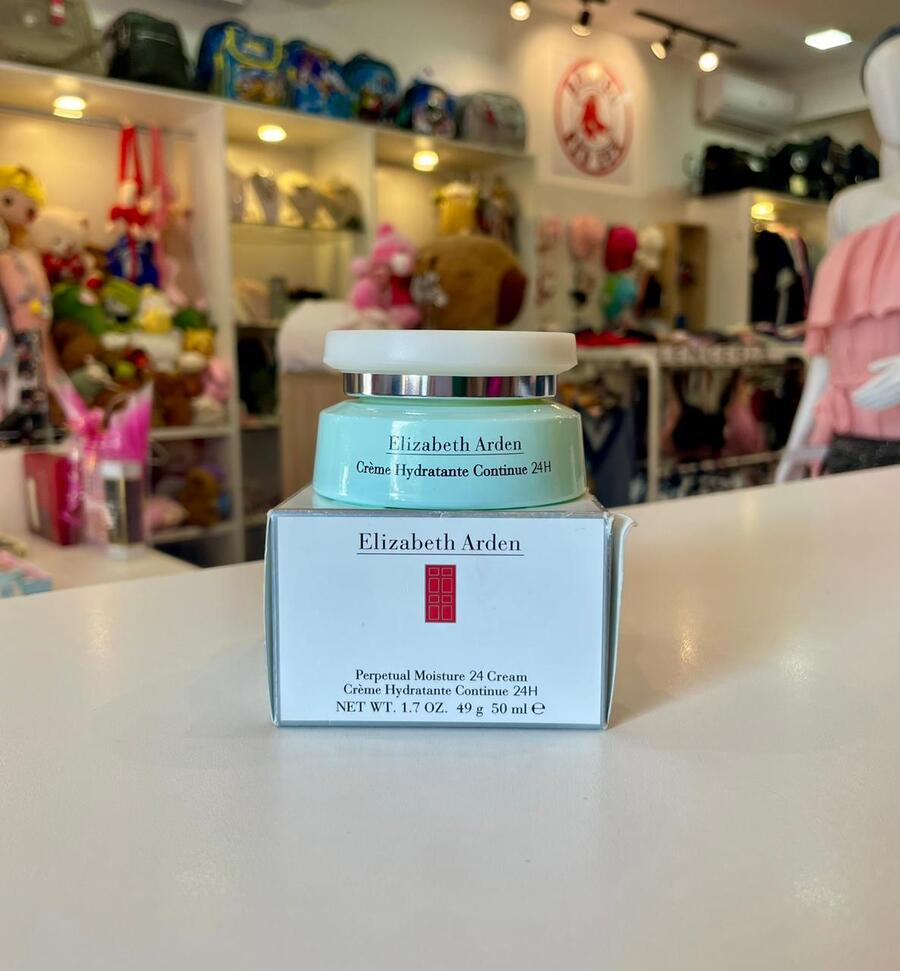 LENCERIA
Elizabeth Arden
Crème Hydratante Continue 24H
Elizabeth Arden
Perpetual Moisture 24 Cream
Crème Hydratante Continue 24H
NET WT. 1.7 OZ. 49 g 50 ml ℮